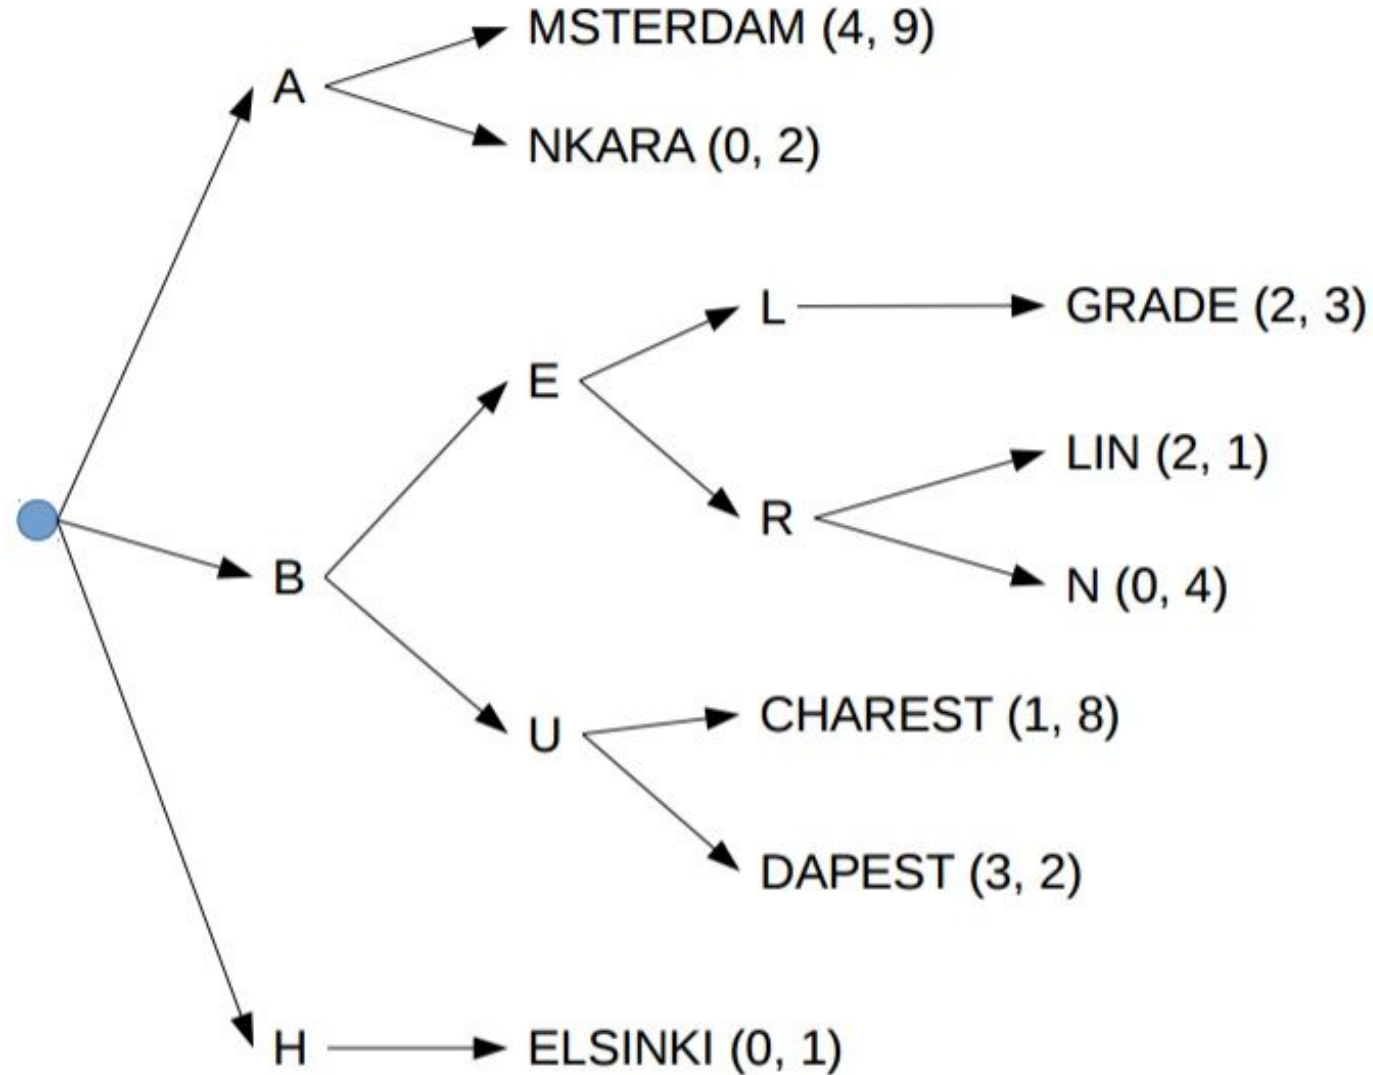 MSTERDAM (4, 9)
A
NKARA (0, 2)
L
GRADE (2, 3)
E
LIN (2, 1)
R
N (0, 4)
B
CHAREST (1, 8)
U
DAPEST (3, 2)
H
ELSINKI (0, 1)